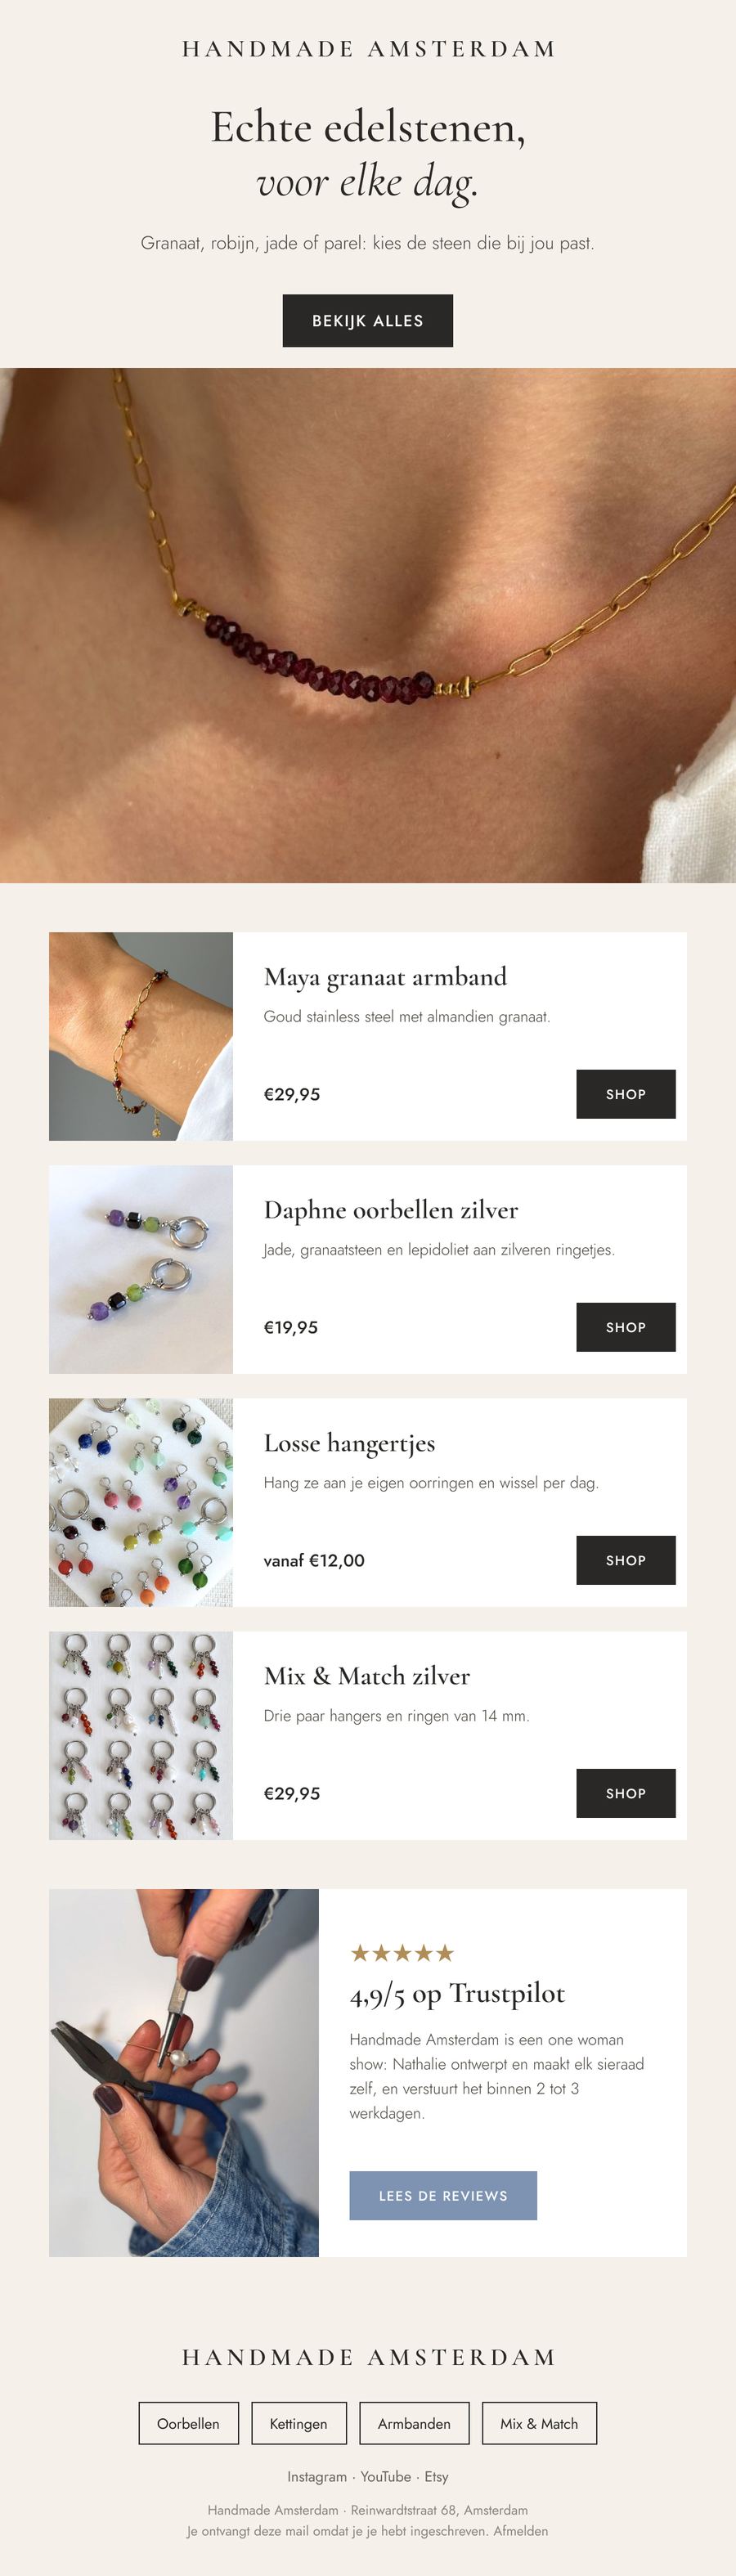 HANDMADE AMSTERDAM
Echte edelstenen,
voor elke dag.
Granaat, robijn, jade of parel: kies de steen die bij jou past.
BEKIJK ALLES
Maya granaat armband
Goud stainless steel met almandien granaat.
€29,95
SHOP
Daphne oorbellen zilver
Jade, granaatsteen en lepidoliet aan zilveren ringetjes.
€19,95
SHOP
Losse hangertjes
Hang ze aan je eigen oorringen en wissel per dag.
vanaf €12,00
SHOP
Mix & Match zilver
Drie paar hangers en ringen van 14 mm.
€29,95
SHOP
★★★★★
4,9/5 op Trustpilot
Handmade Amsterdam is een one woman
show: Nathalie ontwerpt en maakt elk sieraad
zelf, en verstuurt het binnen 2 tot 3
werkdagen.
LEES DE REVIEWS
HANDMADE AMSTERDAM
Oorbellen
Kettingen
Armbanden
Mix & Match
Instagram · YouTube · Etsy
Handmade Amsterdam · Reinwardtstraat 68, Amsterdam
Je ontvangt deze mail omdat je je hebt ingeschreven. Afmelden